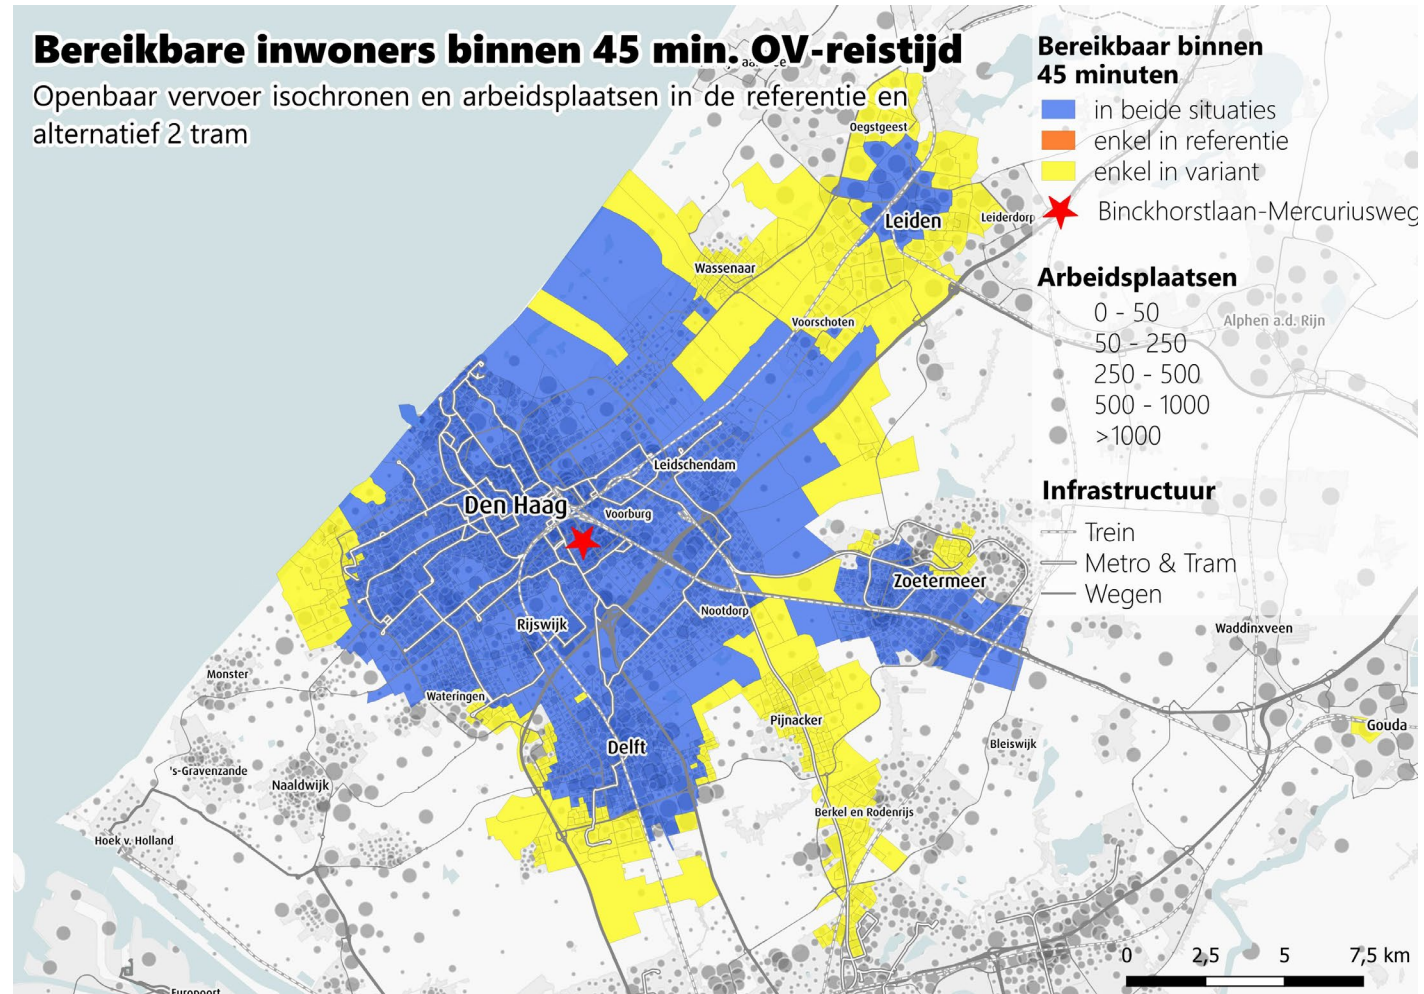 Bereikbare inwoners binnen 45 min. OV-reistijd
Openbaar vervoer isochronen en arbeidsplaatsen in de referentie en
alternatief 2 tram
Bereikbaar binnen
45 minuten
in beide situaties
enkel in referentie
enkel in variant
Binckhorstlaan-Mercuriusweg
Arbeidsplaatsen
0 - 50
50 - 250
250 - 500
500 - 1000
>1000
Infrastructuur
Trein
Metro & Tram
Wegen
Oegstgeest
Leiden
Leiderdorp
Wassenaar
Voorschoten
Alphen a.d. Rijn
Leidschendam
Den Haag
Voorburg
Zoetermeer
Nootdorp
Rijswijk
Waddinxveen
Monster
Wateringen
Pijnacker
Gouda
Bleiswijk
Delft
's-Gravenzande
Naaldwijk
Berkel en Rodenrijs
Hoek v. Holland
Europoort
0 2,5 5 7,5 km